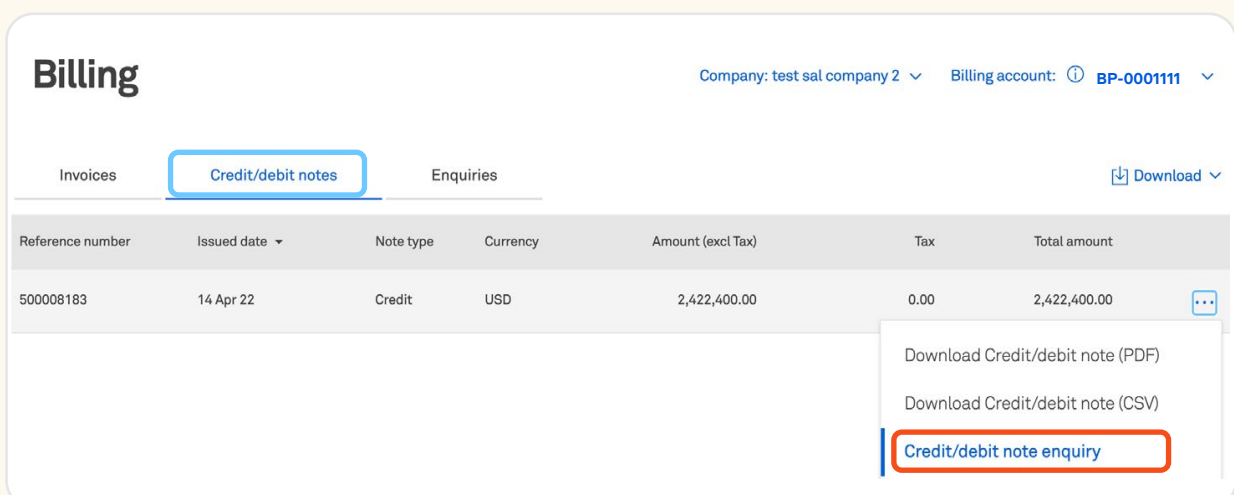 Billing
Company: test sal company 2 Billing account: BP-0001111
Invoices Credit/debit notes Enquiries Download
Reference number Issued date Note type Currency Amount (excl Tax) Tax Total amount
500008183 14 Apr 22 Credit USD 2,422,400.00 0.00 2,422,400.00 ...
Download Credit/debit note (PDF)
Download Credit/debit note (CSV)
Credit/debit note enquiry